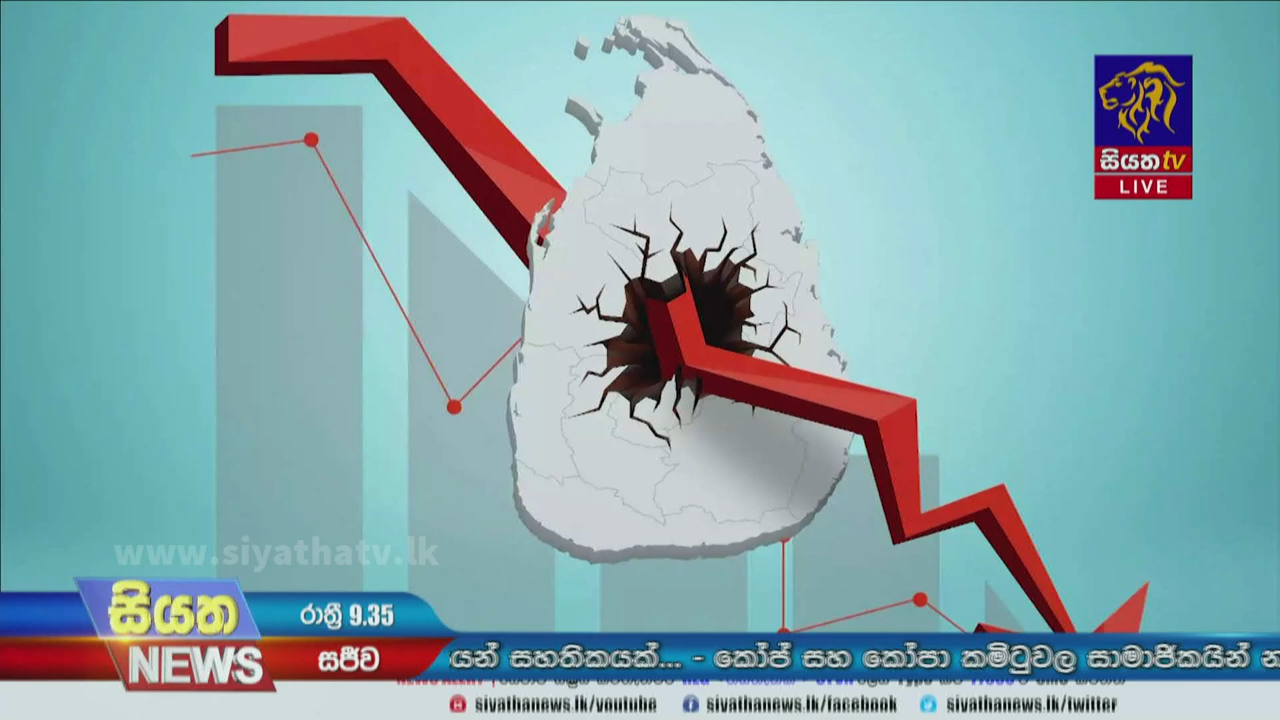 සියත tv
LIVE
www.siyathatv.lk
සියත
NEWS
රාත්‍රී 9.35
සජීව
යන් සහතිකයක්... - කෝප් සහ කෝපා කමිටුවල සාමාජිකයින් න
siyathanews.lk/youtube siyathanews.lk/facebook siyathanews.lk/twitter